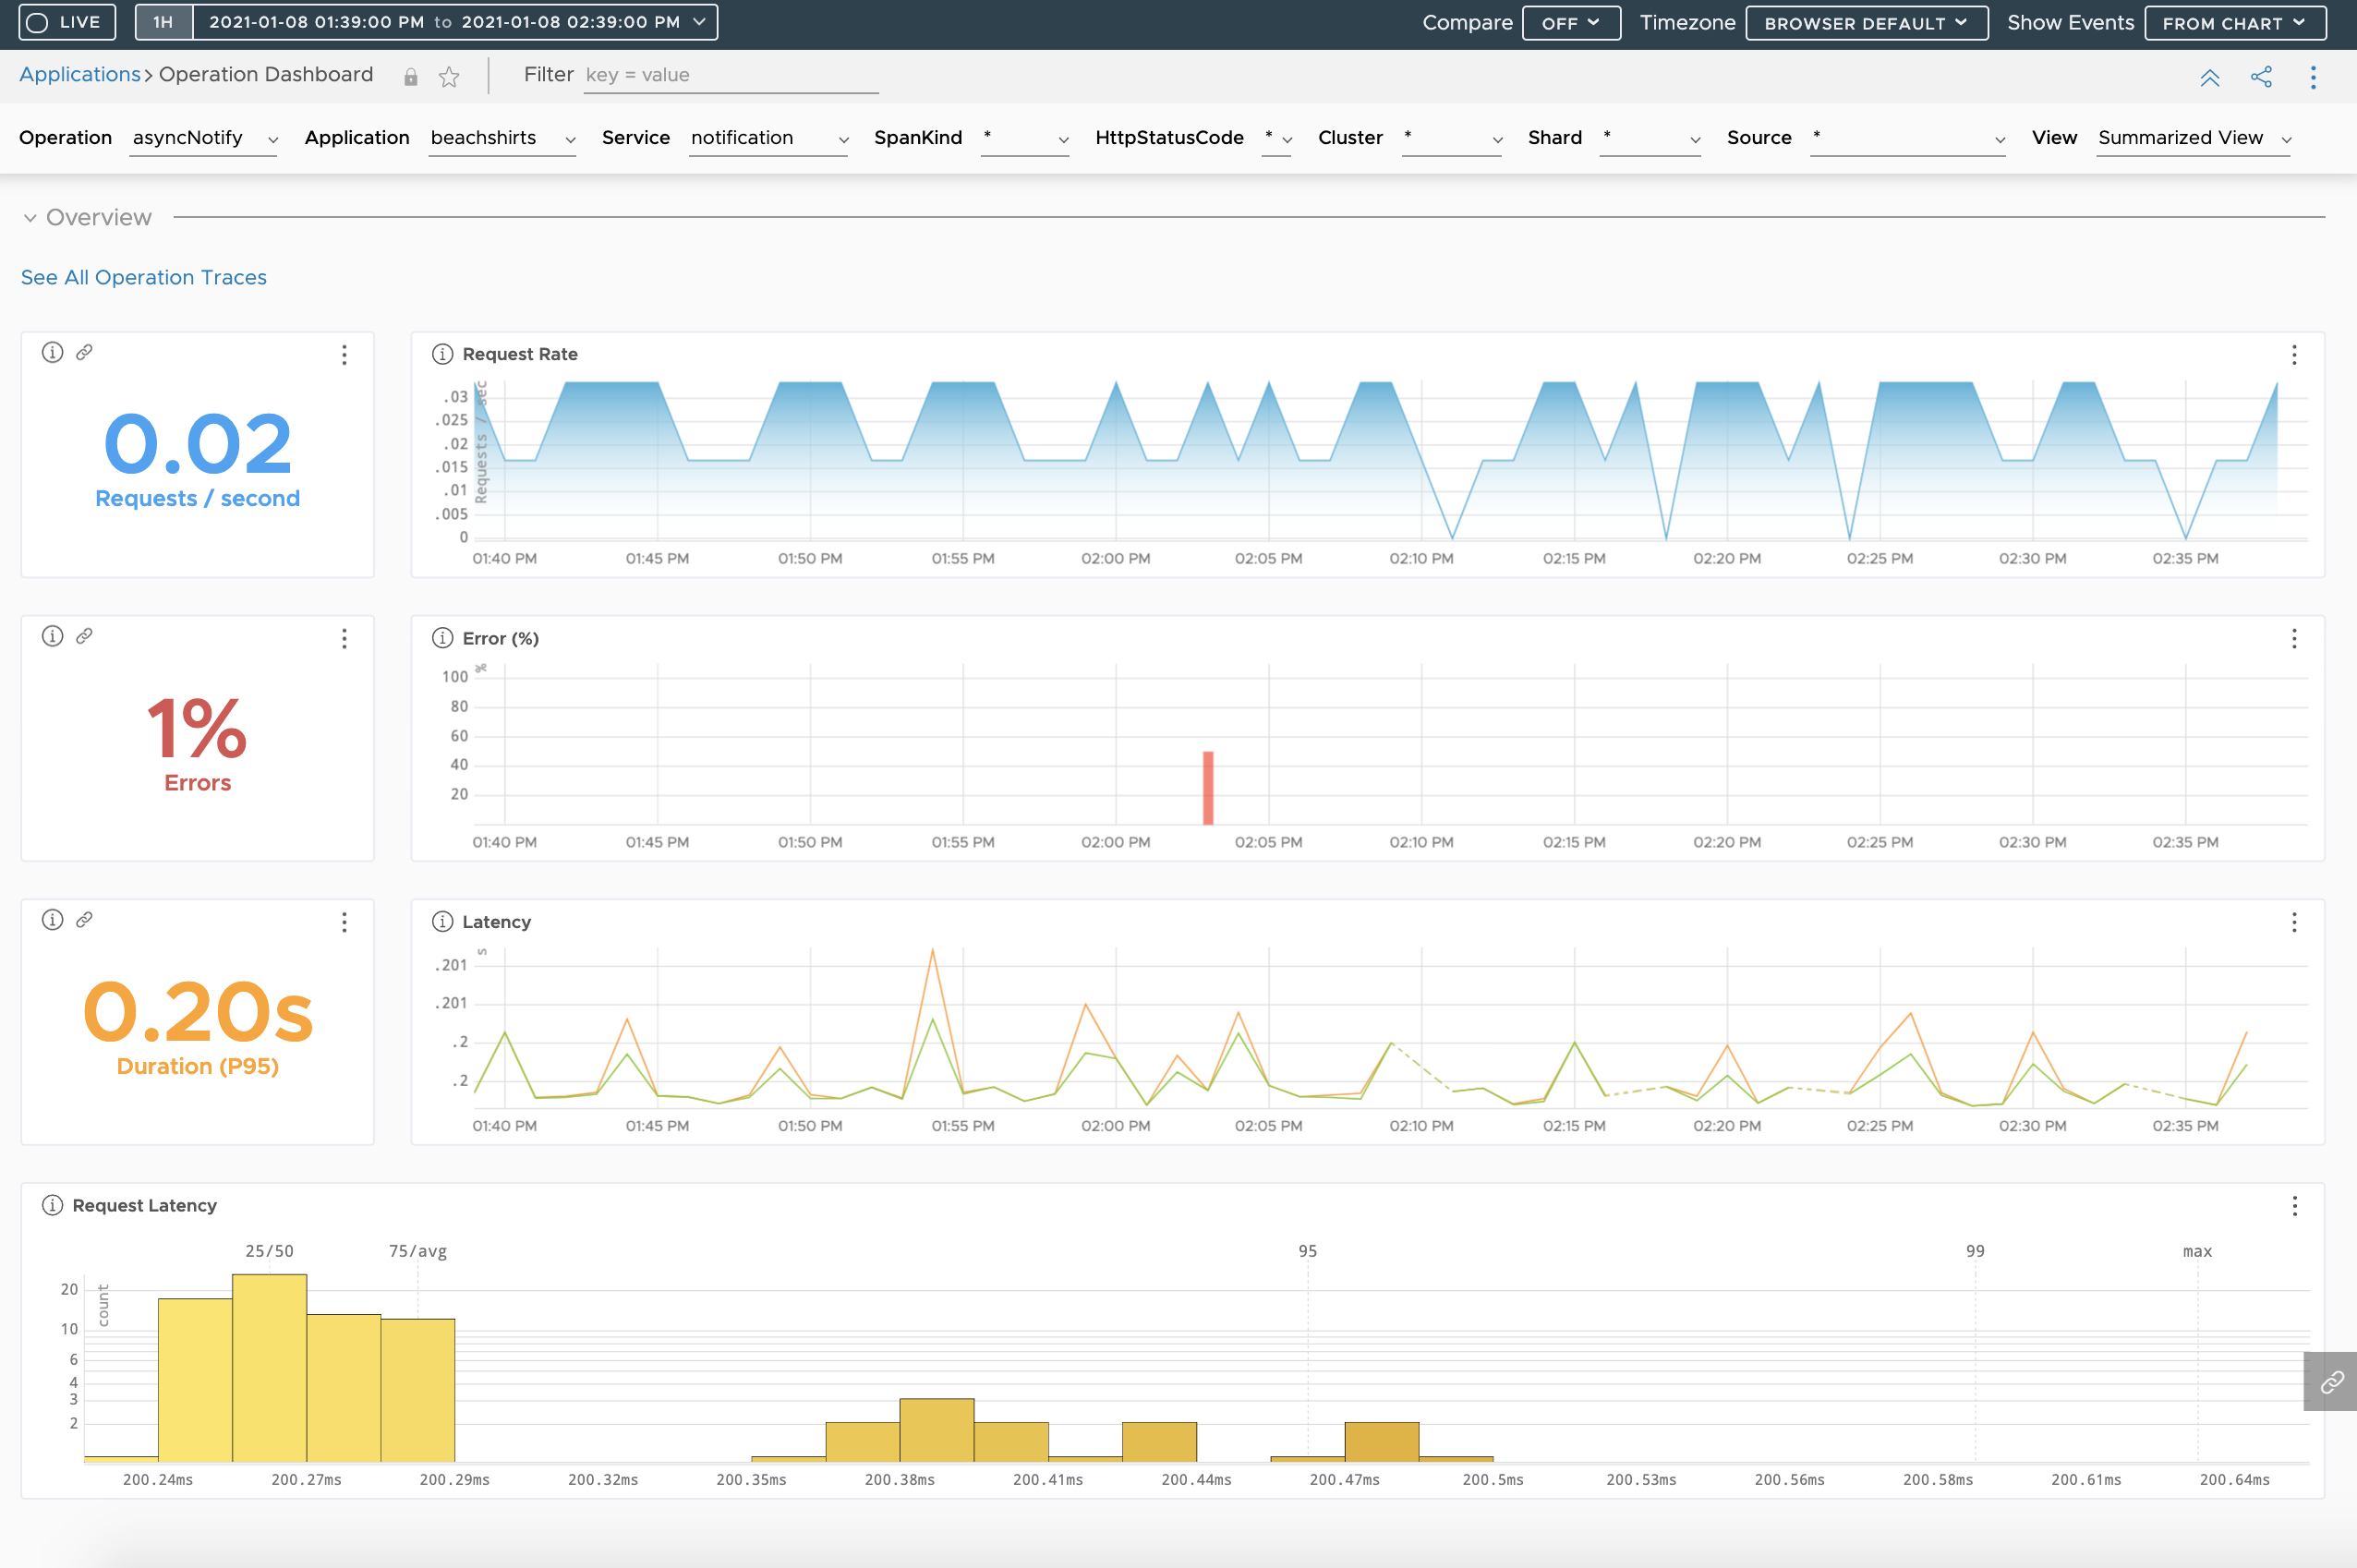 LIVE 1H 2021-01-08 01:39:00 PM to 2021-01-08 02:39:00 PM Compare OFF Timezone BROWSER DEFAULT Show Events FROM CHART
Applications > Operation Dashboard Filter key = value
Operation asyncNotify Application beachshirts Service notification SpanKind * HttpStatusCode * Cluster * Shard * Source * View Summarized View
Overview
See All Operation Traces
0.02
Requests / second
Request Rate
Requests / sec
.03
.025
.02
.015
.01
.005
0
01:40 PM 01:45 PM 01:50 PM 01:55 PM 02:00 PM 02:05 PM 02:10 PM 02:15 PM 02:20 PM 02:25 PM 02:30 PM 02:35 PM
1%
Errors
Error (%)
%
100
80
60
40
20
01:40 PM 01:45 PM 01:50 PM 01:55 PM 02:00 PM 02:05 PM 02:10 PM 02:15 PM 02:20 PM 02:25 PM 02:30 PM 02:35 PM
0.20s
Duration (P95)
Latency
s
.201
.201
.2
.2
01:40 PM 01:45 PM 01:50 PM 01:55 PM 02:00 PM 02:05 PM 02:10 PM 02:15 PM 02:20 PM 02:25 PM 02:30 PM 02:35 PM
Request Latency
25/50 75/avg 95 99 max
count
20
10
6
4
3
2
200.24ms 200.27ms 200.29ms 200.32ms 200.35ms 200.38ms 200.41ms 200.44ms 200.47ms 200.5ms 200.53ms 200.56ms 200.58ms 200.61ms 200.64ms